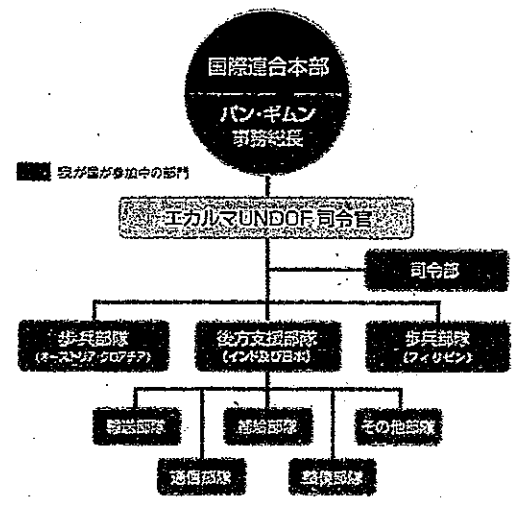 国際連合本部
パン・ギムン
事務総長
我が国が参加中の部門
エカルマUNDOF司令官
司令部
歩兵部隊
(オーストリア・クロアチア)
後方支援部隊
(インド及び日本)
歩兵部隊
(フィリピン)
輸送部隊
補給部隊
その他部隊
通信部隊
整備部隊